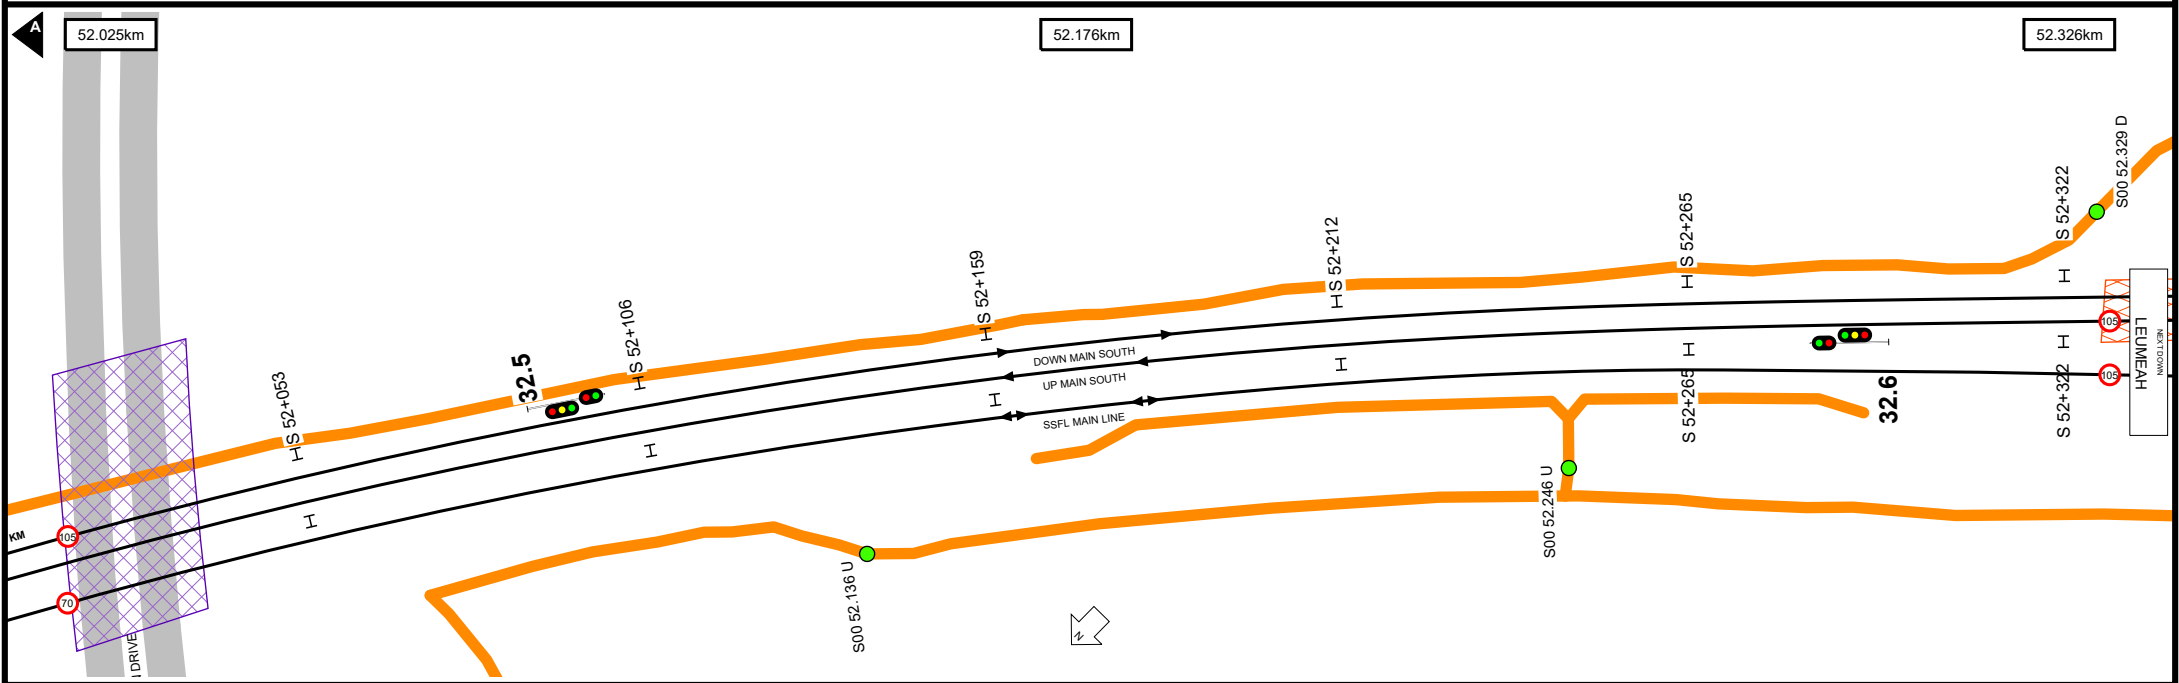 A
52.025km
52.176km
52.326km
S00 52.329 D
S 52+322
S 52+265
S 52+212
S 52+159
S 52+106
S 52+053
32.5
DOWN MAIN SOUTH
UP MAIN SOUTH
SSFL MAIN LINE
105
105
NEXT DOWN
LEUMEAH
32.6
S 52+265
S 52+322
S00 52.246 U
S00 52.136 U
KM
105
70
N
DRIVE